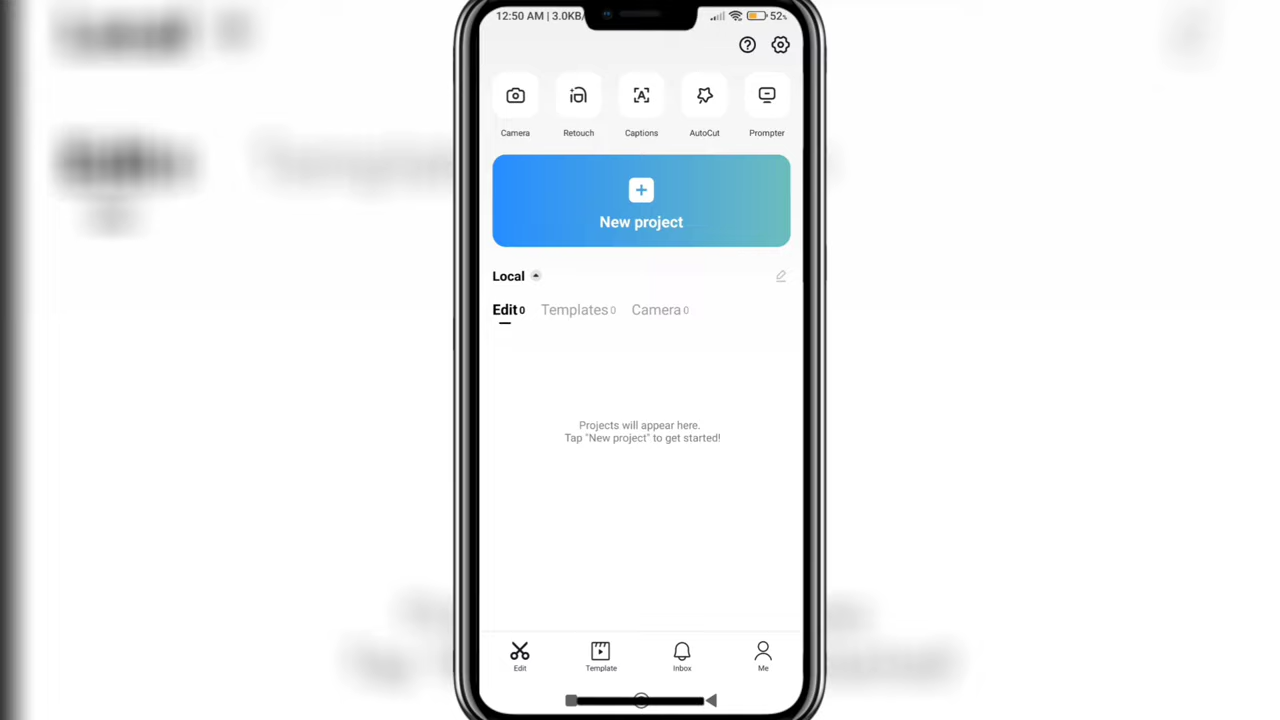 12:50 AM | 3.0KB/
52%
Camera
Retouch
Captions
AutoCut
Prompter
New project
Local
Edit 0
Templates 0
Camera 0
Projects will appear here.
Tap "New project" to get started!
Edit
Template
Inbox
Me